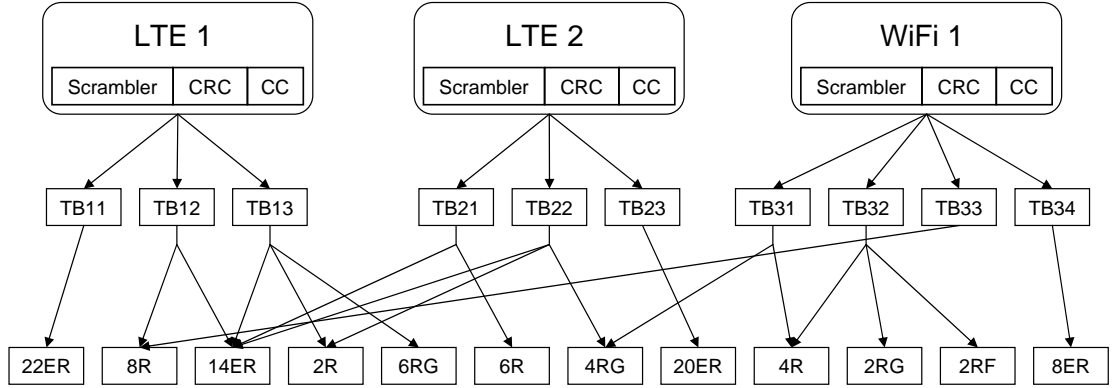 LTE 1 LTE 2 WiFi 1
Scrambler CRC CC Scrambler CRC CC Scrambler CRC CC
TB11 TB12 TB13 TB21 TB22 TB23 TB31 TB32 TB33 TB34
22ER 8R 14ER 2R 6RG 6R 4RG 20ER 4R 2RG 2RF 8ER